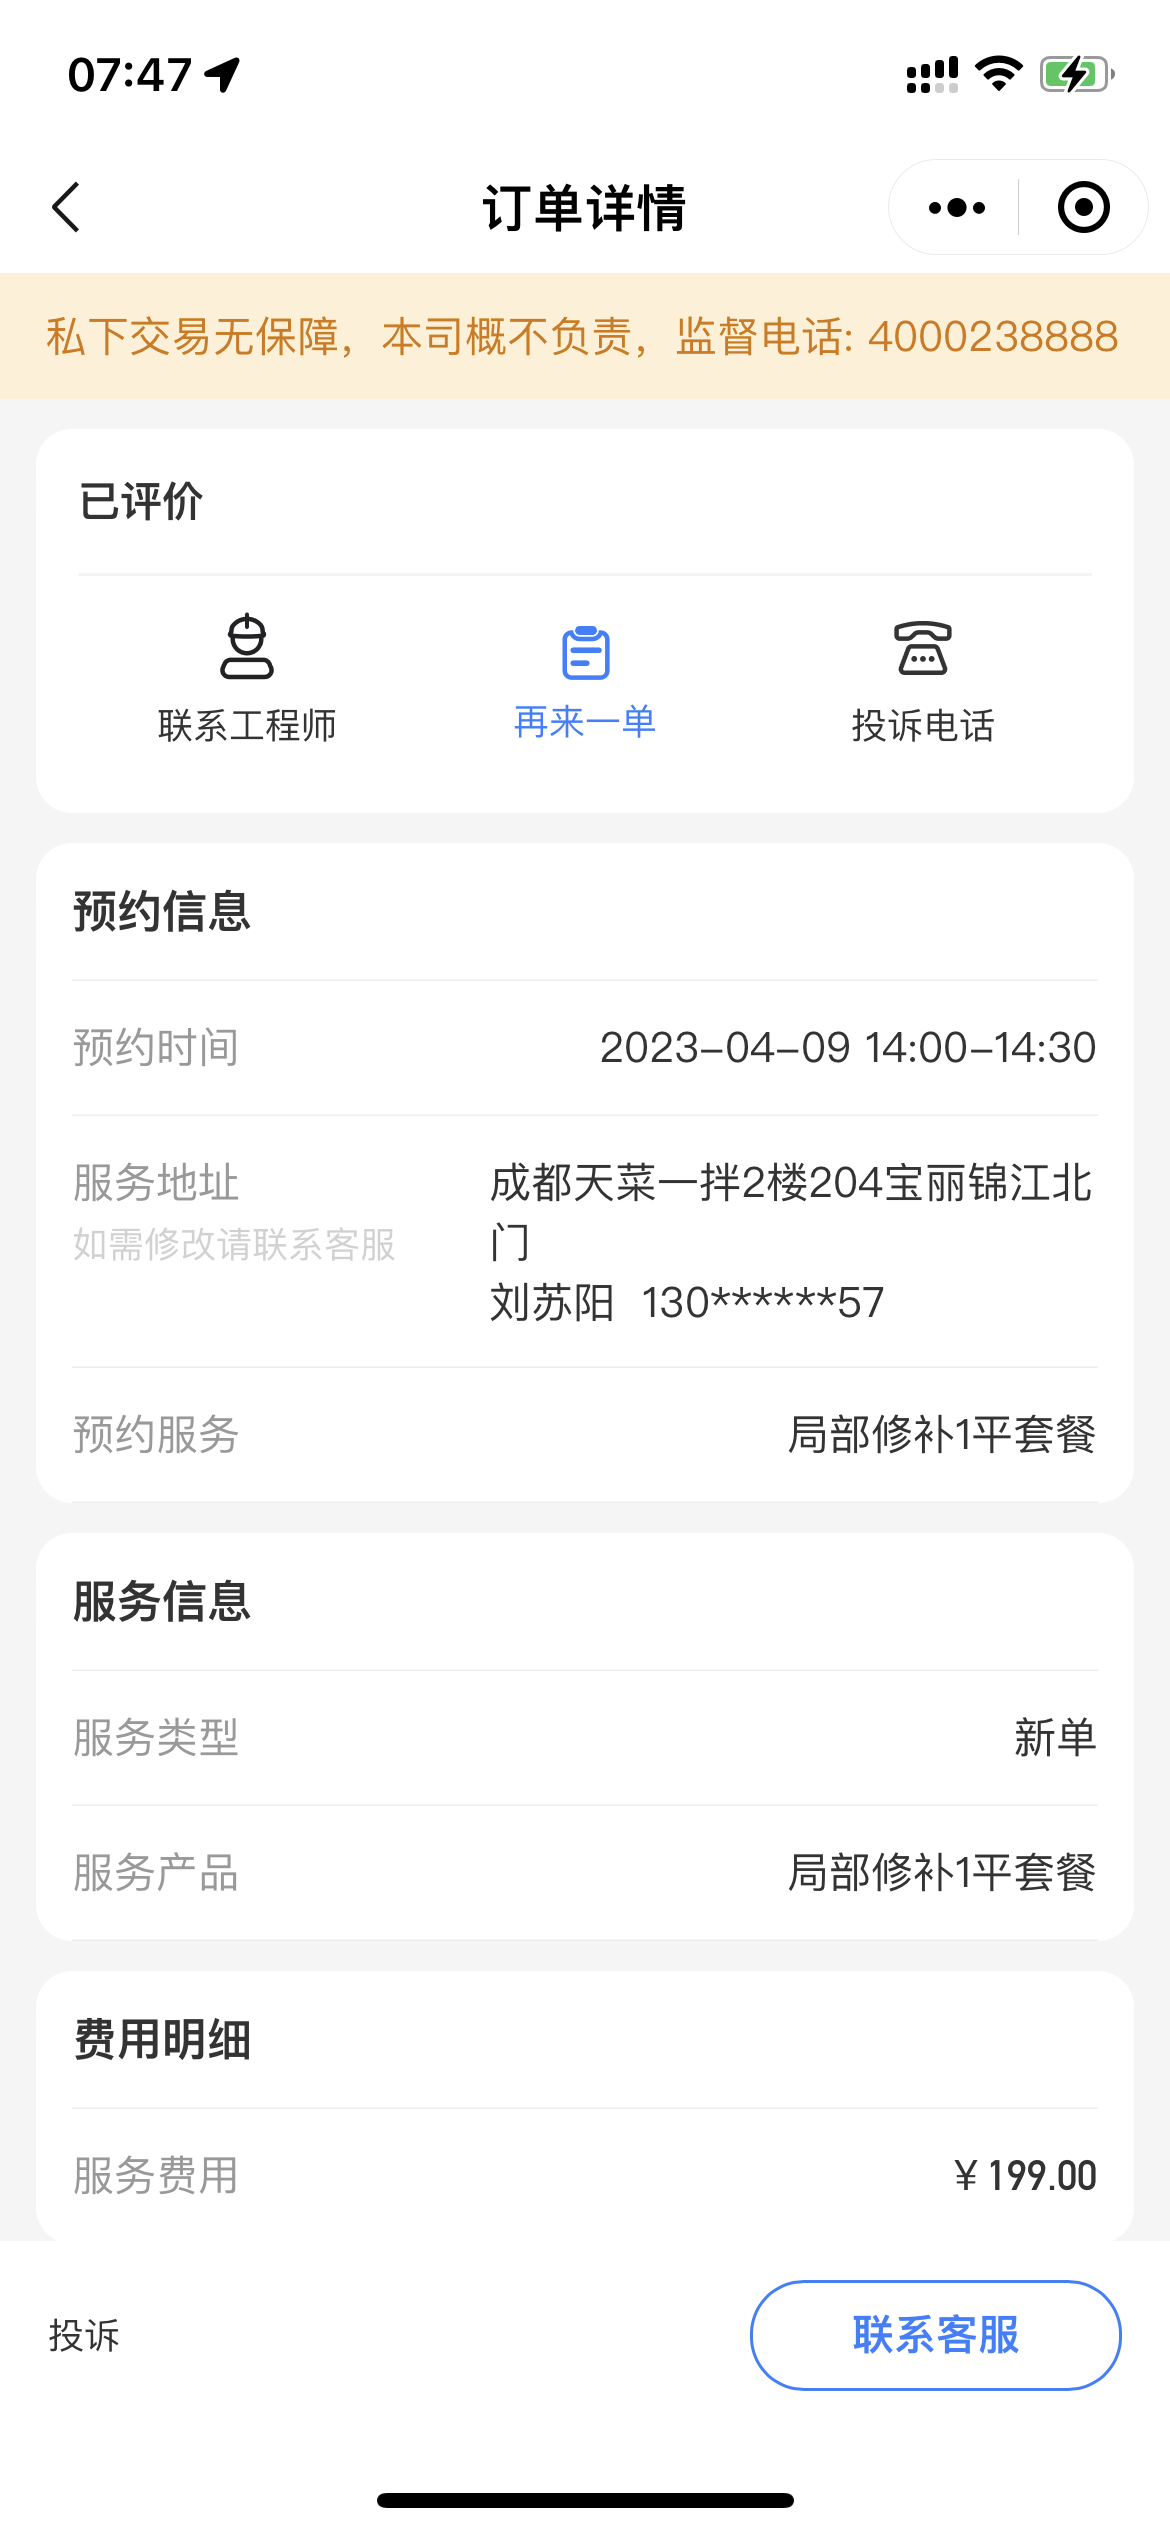 07:47
订单详情
私下交易无保障，本司概不负责，监督电话: 4000238888
已评价
联系工程师
再来一单
投诉电话
预约信息
预约时间 2023-04-09 14:00-14:30
服务地址 成都天菜一拌2楼204宝丽锦江北
如需修改请联系客服 门
刘苏阳 130******57
预约服务 局部修补1平套餐
服务信息
服务类型 新单
服务产品 局部修补1平套餐
费用明细
服务费用 ¥199.00
投诉
联系客服